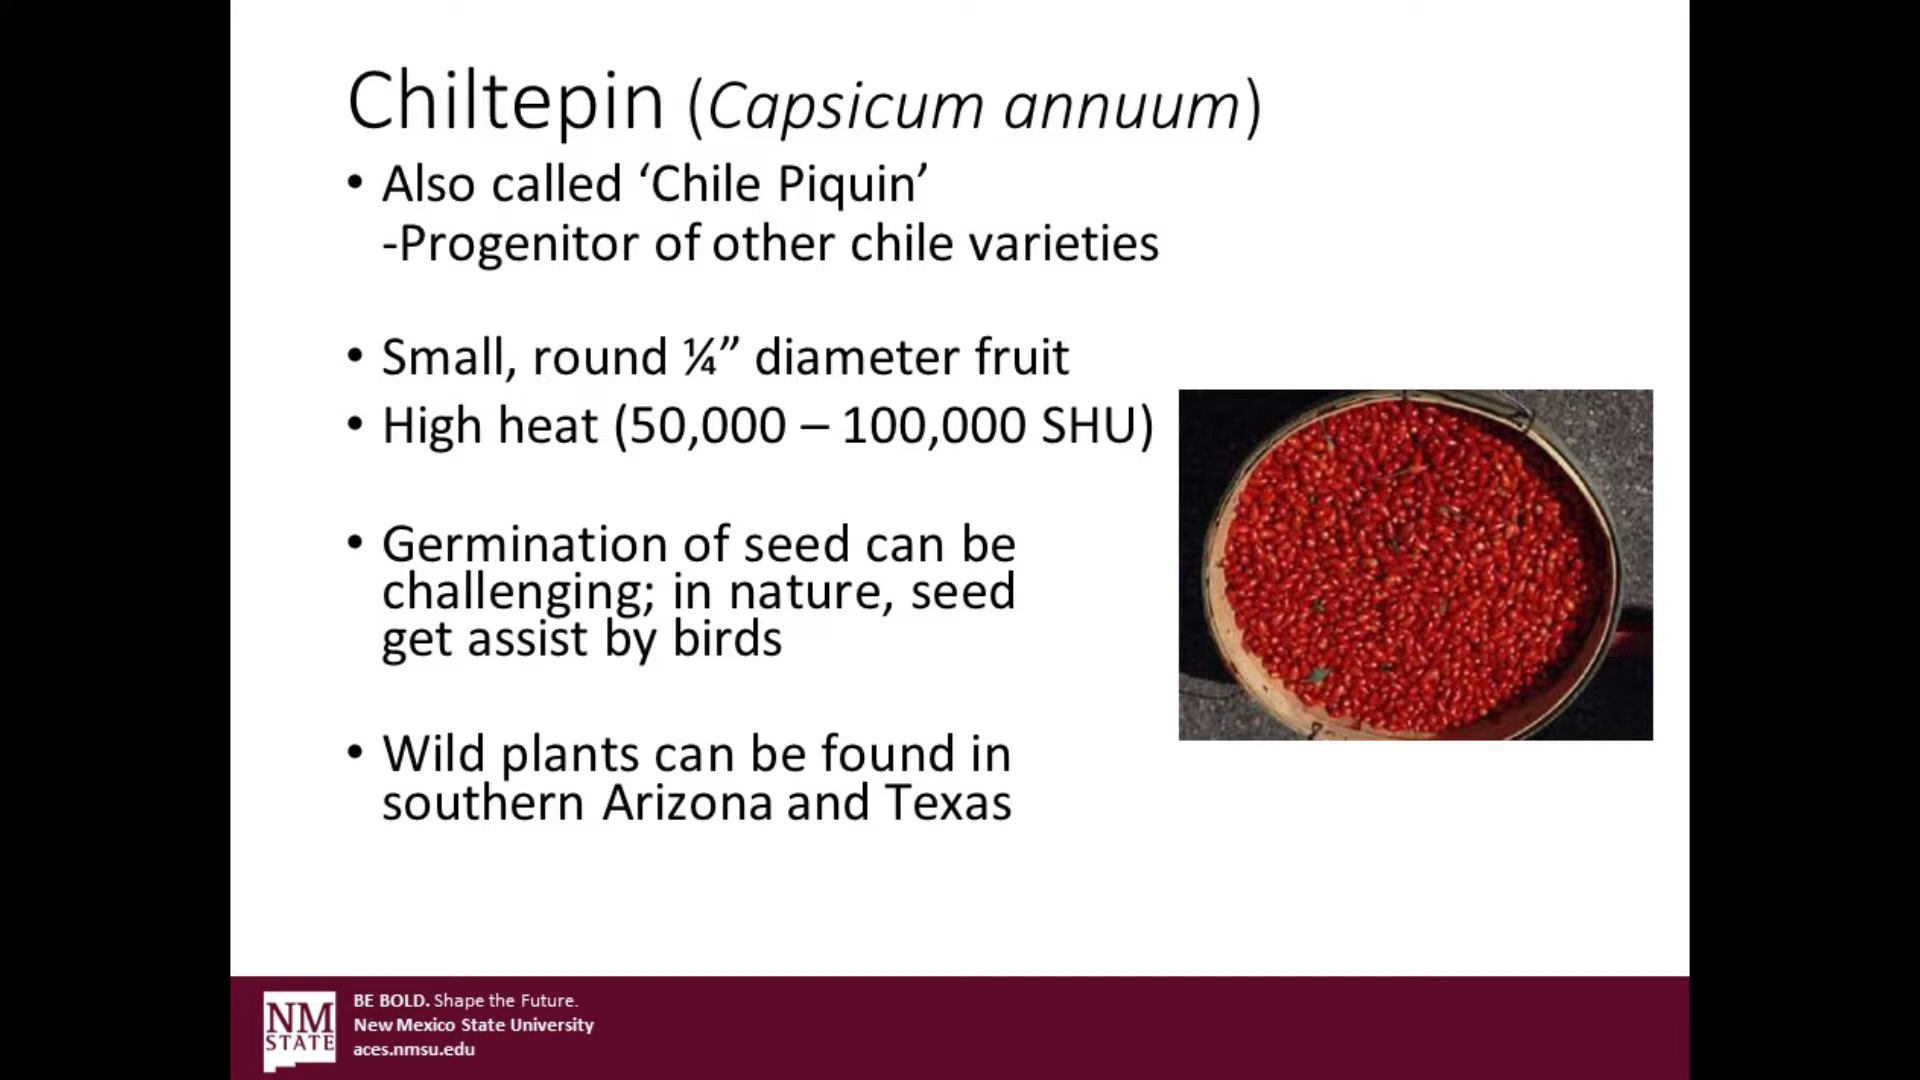 Chiltepin (Capsicum annuum)
• Also called ‘Chile Piquin’
-Progenitor of other chile varieties
• Small, round ¼” diameter fruit
• High heat (50,000 – 100,000 SHU)
• Germination of seed can be
challenging; in nature, seed
get assist by birds
• Wild plants can be found in
southern Arizona and Texas
NM
STATE
BE BOLD. Shape the Future.
New Mexico State University
aces.nmsu.edu